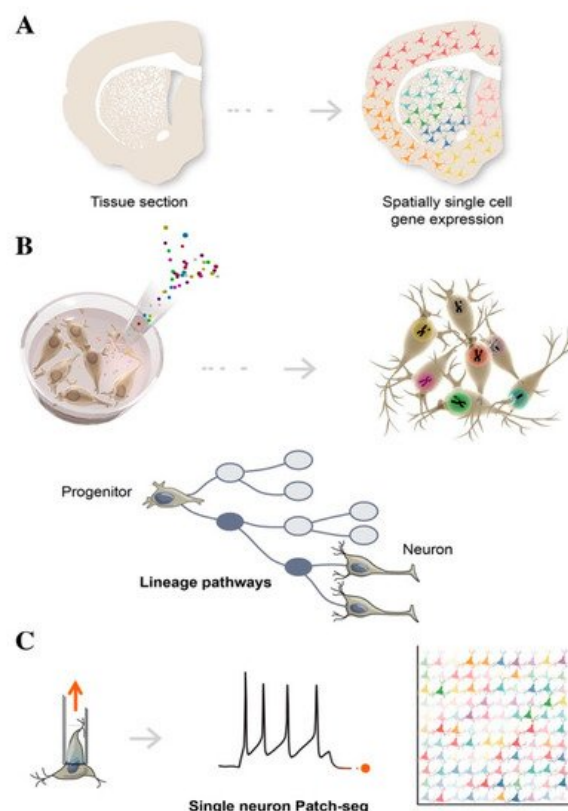 A
Tissue section
Spatially single cell
gene expression
B
Progenitor
Neuron
Lineage pathways
C
Single neuron Patch-seq